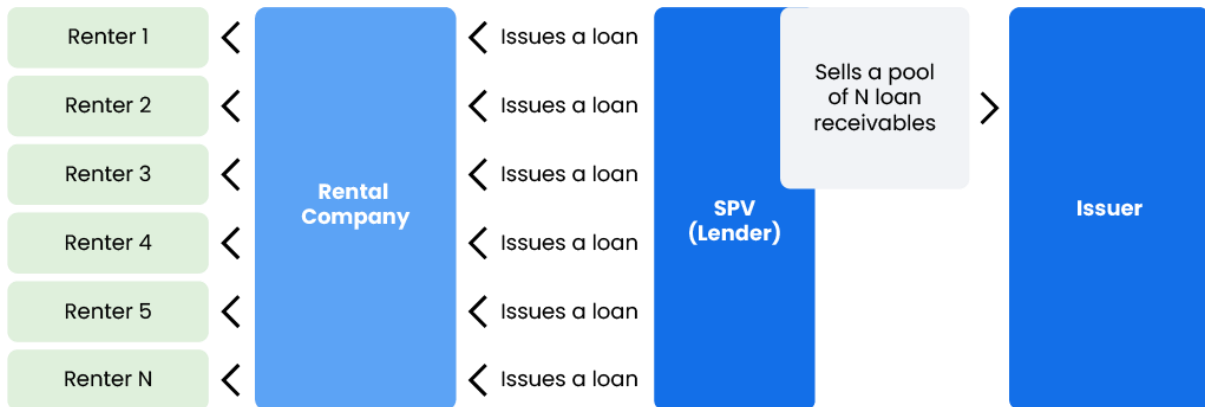 Renter 1
Issues a loan
Renter 2
Issues a loan
Renter 3
Issues a loan
Renter 4
Issues a loan
Renter 5
Issues a loan
Renter N
Issues a loan
Rental
Company
SPV
(Lender)
Sells a pool
of N loan
receivables
Issuer